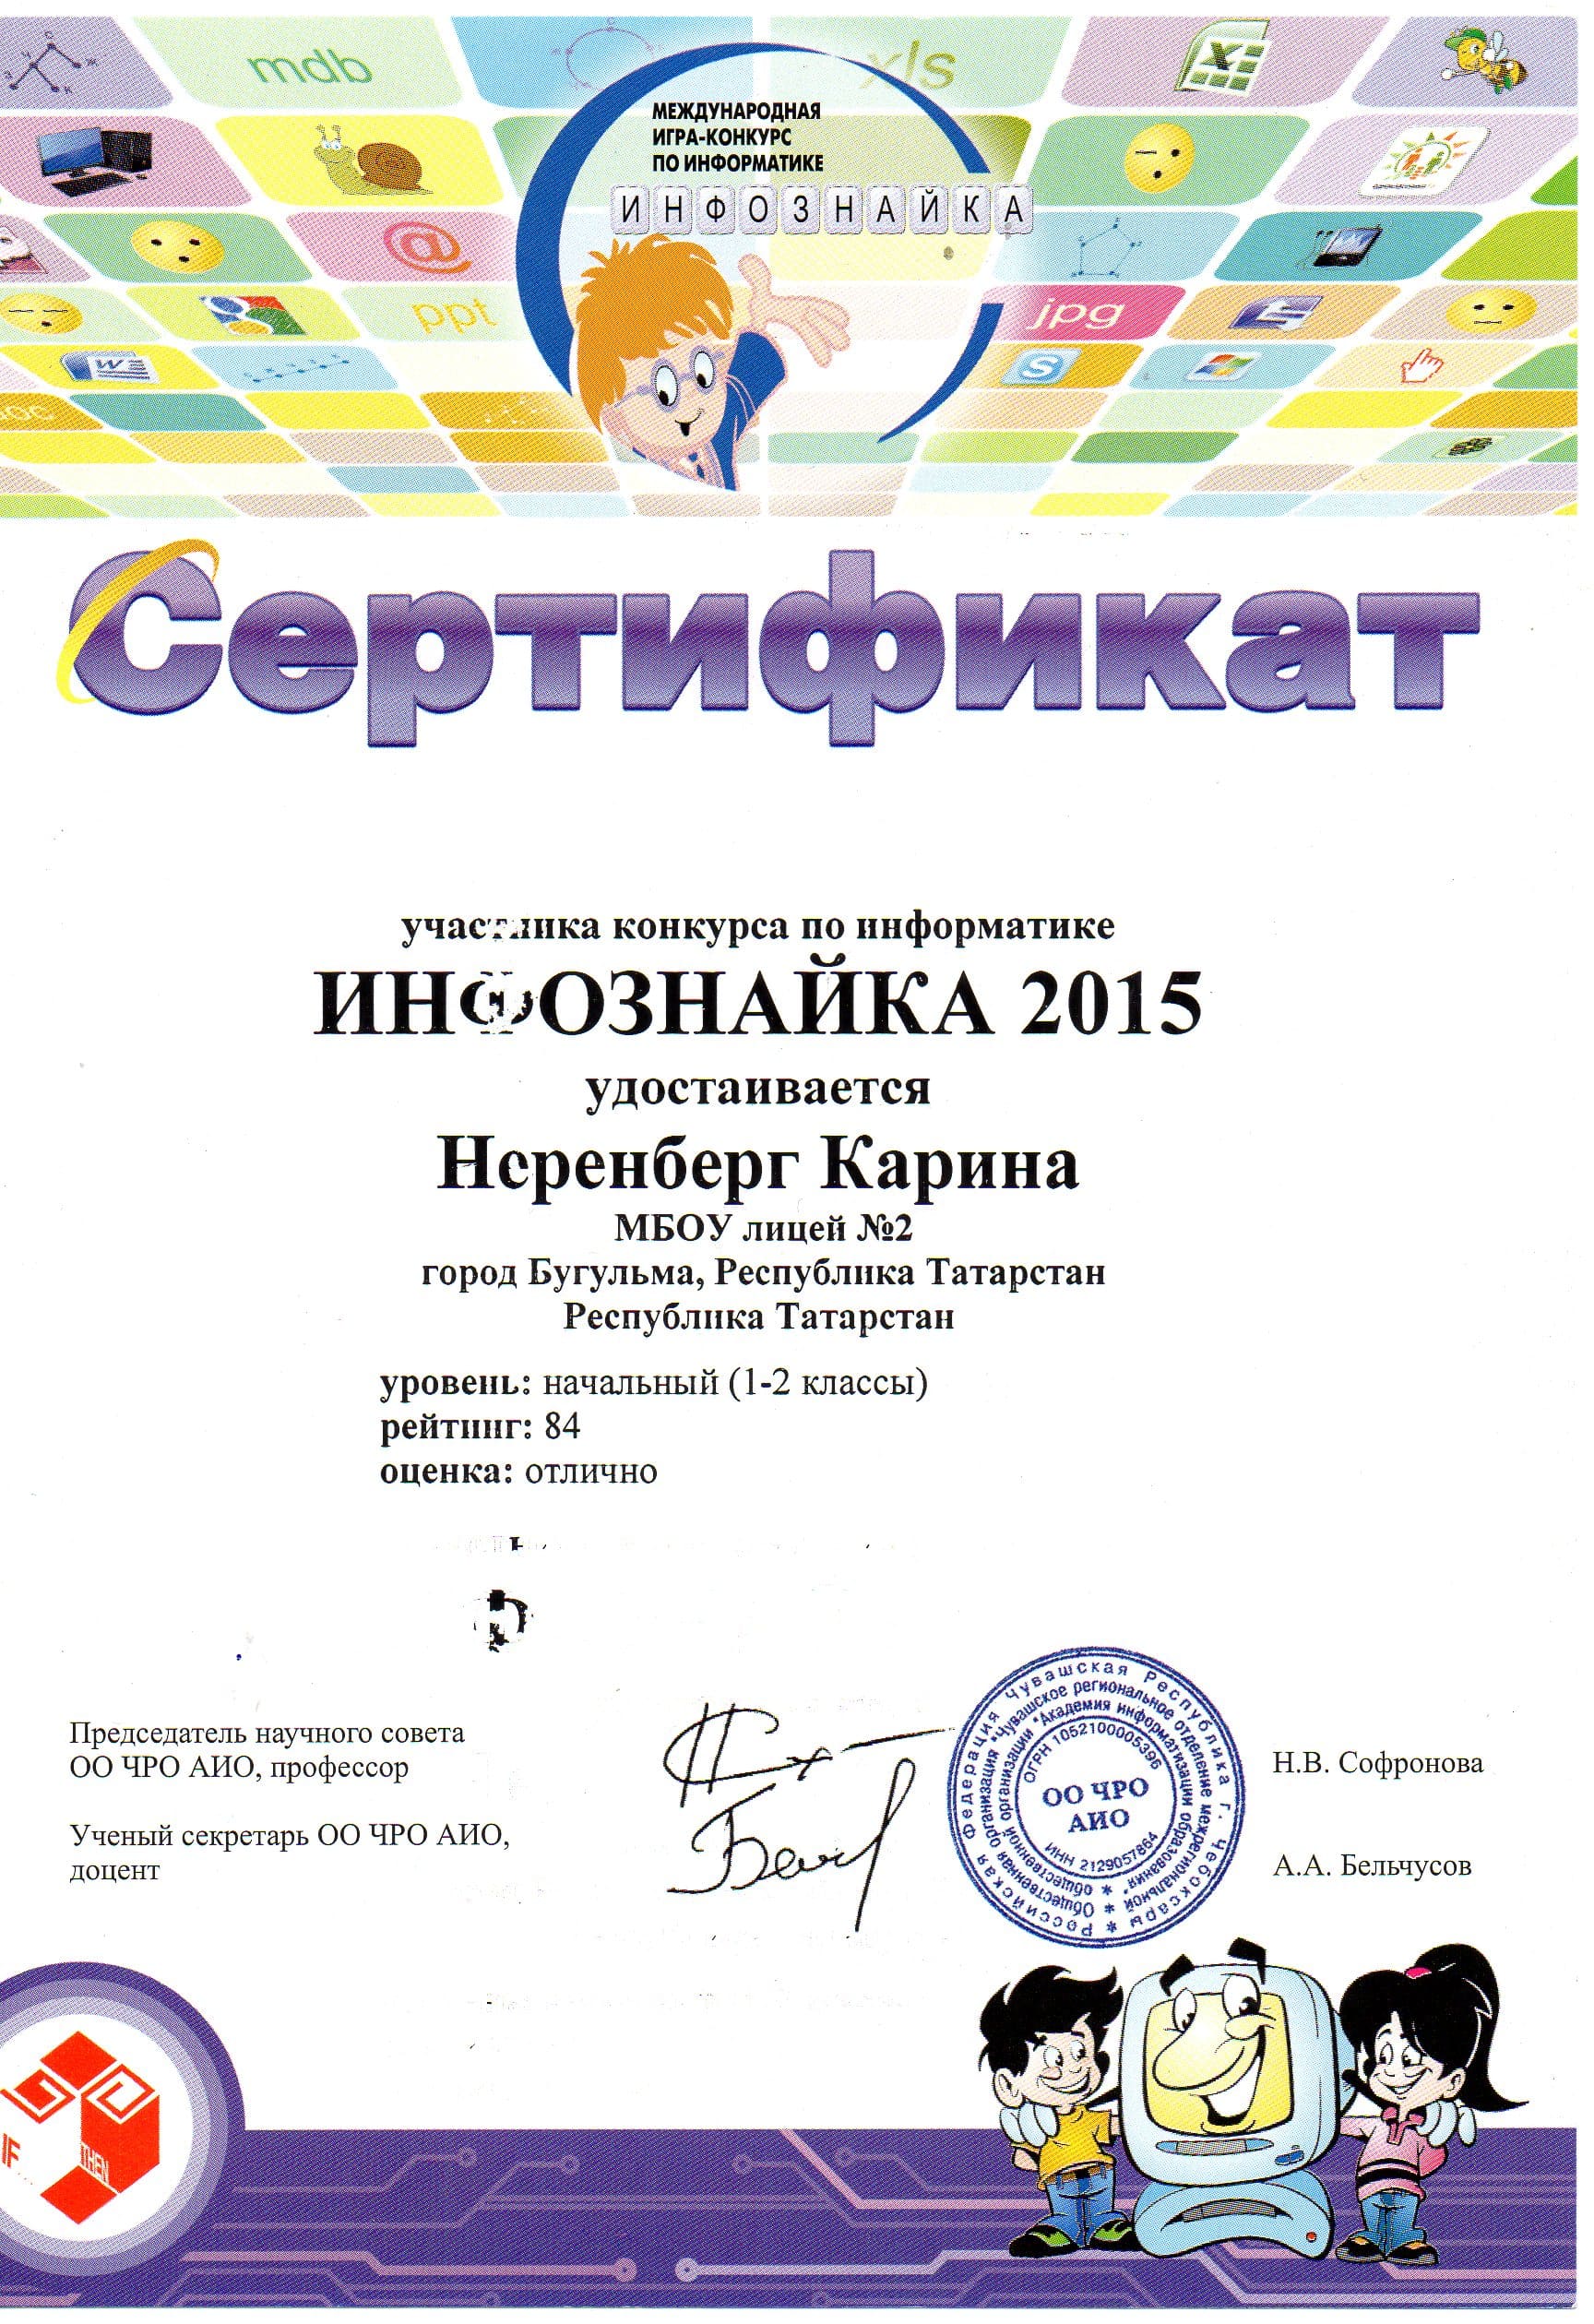 mdb
xls
МЕЖДУНАРОДНАЯ
ИГРА-КОНКУРС
ПО ИНФОРМАТИКЕ
ИНФОЗНАЙКА
@
ppt
jpg
W
S
Сертификат
участника конкурса по информатике
ИНФОЗНАЙКА 2015
удостаивается
Неренберг Карина
МБОУ лицей №2
город Бугульма, Республика Татарстан
Республика Татарстан
уровень: начальный (1-2 классы)
рейтинг: 84
оценка: отлично
Председатель научного совета
ОО ЧРО АИО, профессор
Н.В. Софронова
Ученый секретарь ОО ЧРО АИО,
доцент
А.А. Бельчусов
Российская Федерация Чувашская Республика г. Чебоксары
Общественная организация "Чувашское региональное отделение межрегиональной
общественной организации "Академия информатизации образования"
ОГРН 1052100005396
ОО ЧРО
АИО
ИНН 2129057864
IF
THEN